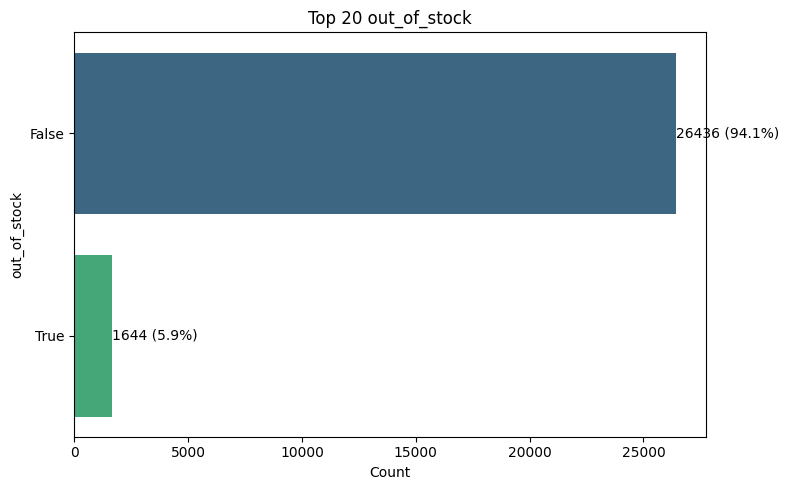 Top 20 out_of_stock
False
26436 (94.1%)
out_of_stock
True
1644 (5.9%)
0
5000
10000
15000
20000
25000
Count